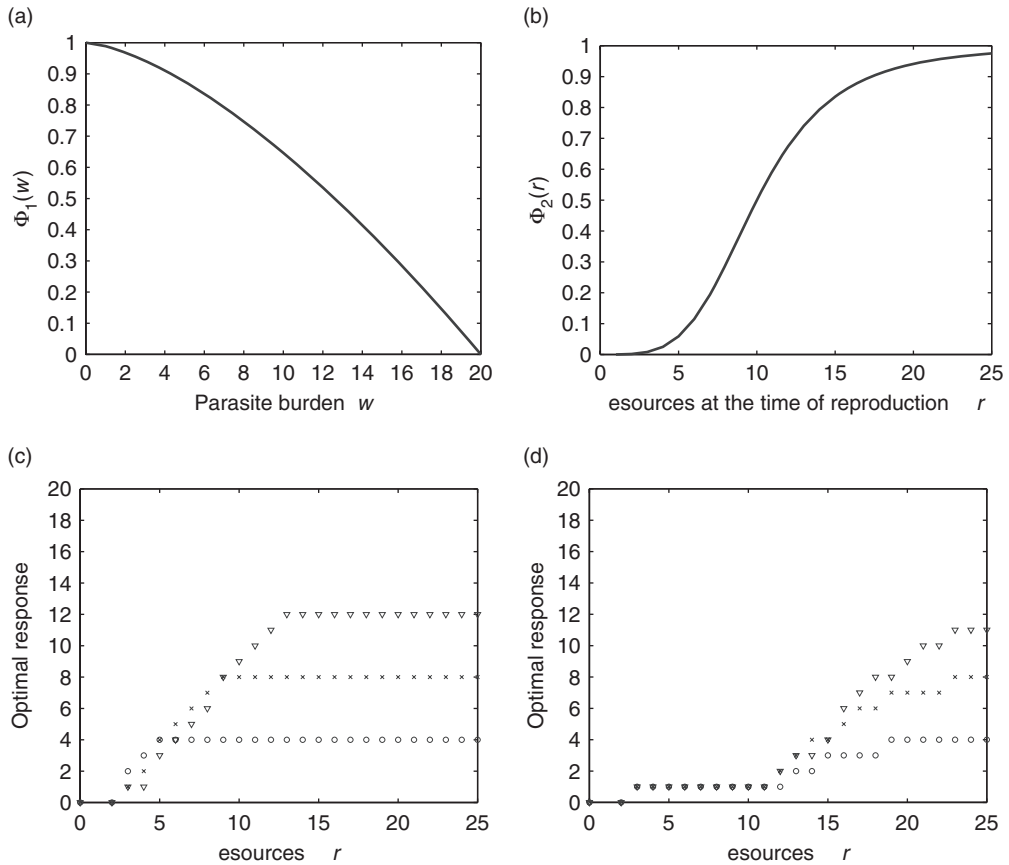 (a)
1
0.9
0.8
0.7
0.6
0.5
0.4
0.3
0.2
0.1
0
Φ1(w)
0 2 4 6 8 10 12 14 16 18 20
Parasite burden w
(b)
1
0.9
0.8
0.7
0.6
0.5
0.4
0.3
0.2
0.1
0
Φ2(r)
0 5 10 15 20 25
esources at the time of reproduction r
(c)
20
18
16
14
12
10
8
6
4
2
0
Optimal response
0 5 10 15 20 25
esources r
(d)
20
18
16
14
12
10
8
6
4
2
0
Optimal response
0 5 10 15 20 25
esources r